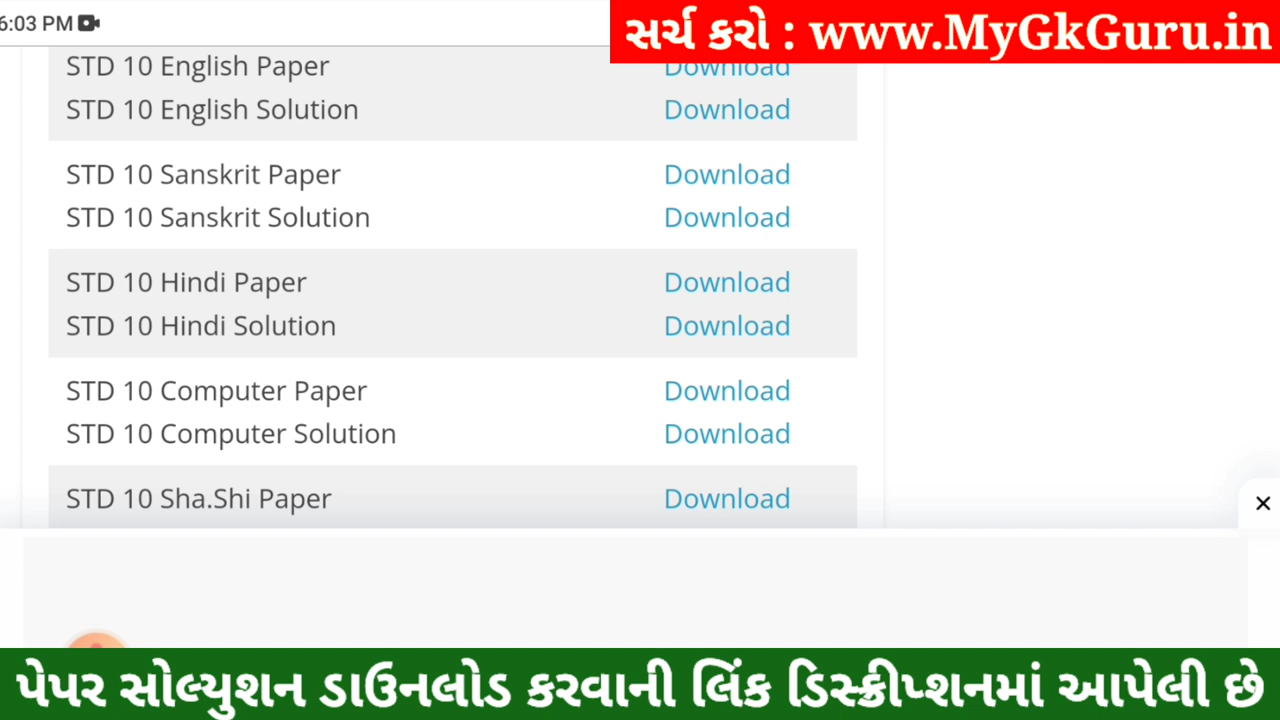 6:03 PM
સર્ચ કરો : www.MyGkGuru.in
STD 10 English Paper Download
STD 10 English Solution Download
STD 10 Sanskrit Paper Download
STD 10 Sanskrit Solution Download
STD 10 Hindi Paper Download
STD 10 Hindi Solution Download
STD 10 Computer Paper Download
STD 10 Computer Solution Download
STD 10 Sha.Shi Paper Download
પેપર સોલ્યુશન ડાઉનલોડ કરવાની લિંક ડિસ્ક્રીપ્શનમાં આપેલી છે